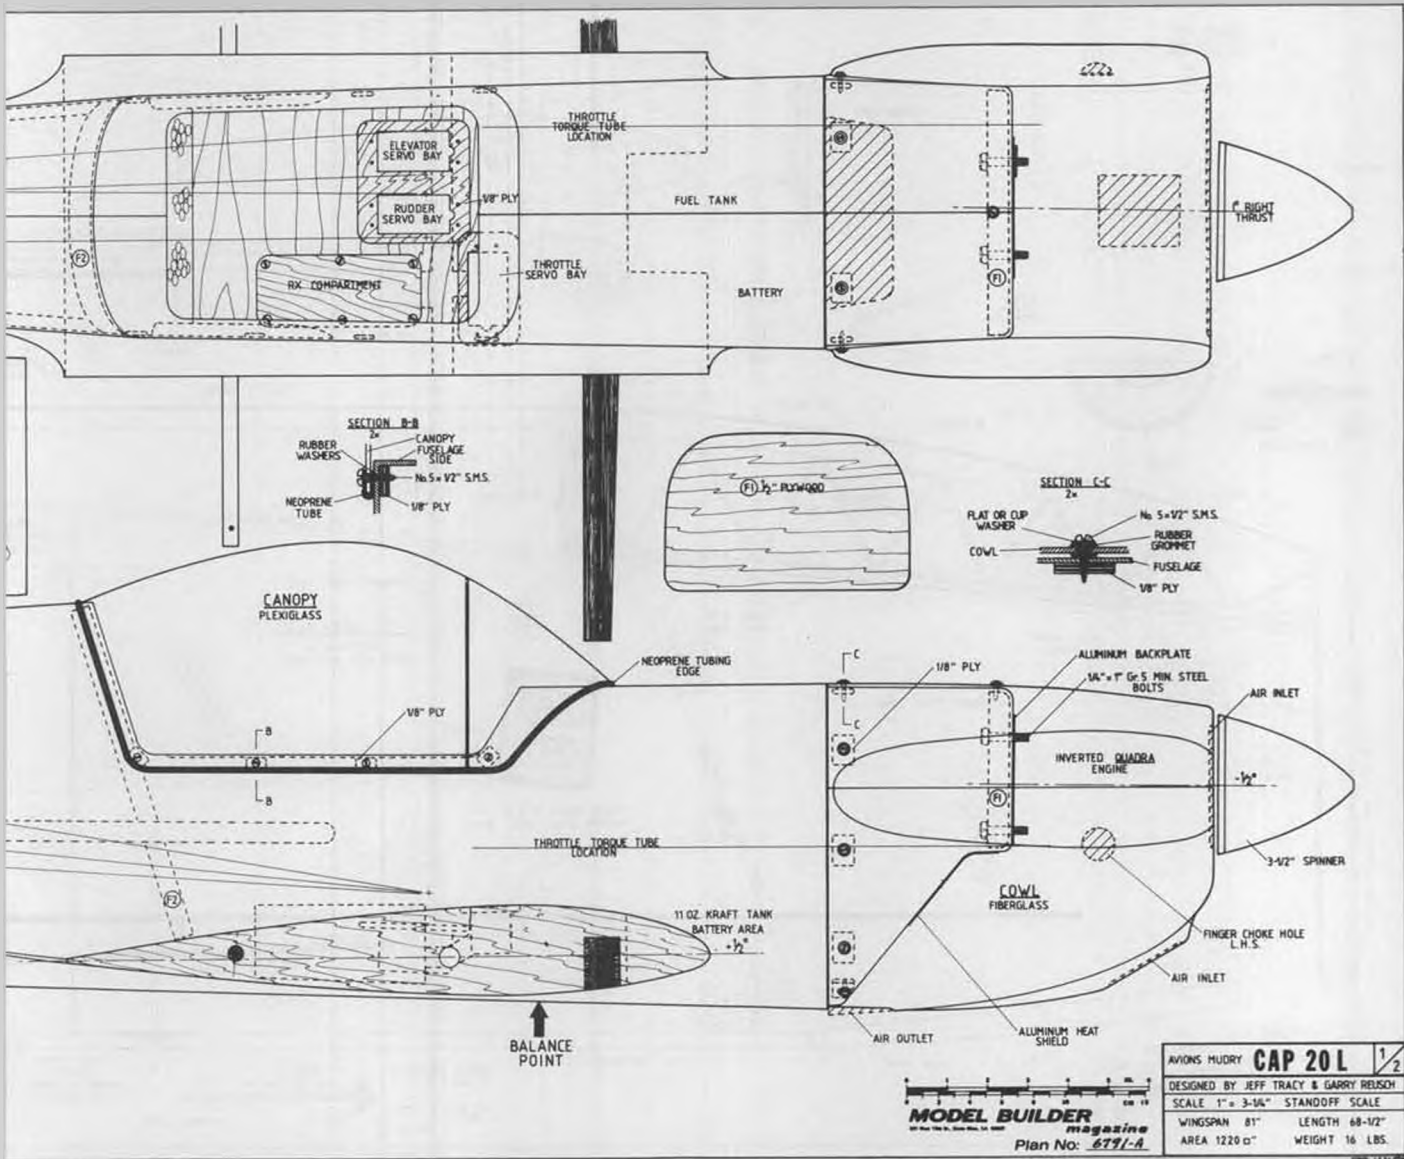 THROTTLE
TORQUE TUBE
LOCATION
ELEVATOR
SERVO BAY
1/8" PLY
RUDDER
SERVO BAY
FUEL TANK
1° RIGHT
THRUST
F2
THROTTLE
SERVO BAY
RX COMPARTMENT
BATTERY
F1
SECTION B-B
2x
RUBBER
WASHERS
CANOPY
FUSELAGE
SIDE
No. 5 x 1/2" S.M.S.
NEOPRENE
TUBE
1/8" PLY
F1 1/2" PLYWOOD
SECTION C-C
2x
FLAT OR CUP
WASHER
No. 5 x 1/2" S.M.S.
RUBBER
GROMMET
COWL
FUSELAGE
1/8" PLY
CANOPY
PLEXIGLASS
NEOPRENE TUBING
EDGE
C
C
1/8" PLY
ALUMINUM BACKPLATE
1/4" x 1" Gr. 5 MIN. STEEL
BOLTS
AIR INLET
1/8" PLY
B
B
INVERTED QUADRA
ENGINE
-1/2°
F1
THROTTLE TORQUE TUBE
LOCATION
3-1/2" SPINNER
COWL
FIBERGLASS
F2
11 OZ. KRAFT TANK
BATTERY AREA
+1/2°
FINGER CHOKE HOLE
L.H.S.
AIR INLET
BALANCE
POINT
AIR OUTLET
ALUMINUM HEAT
SHIELD
MODEL BUILDER
magazine
Plan No: 6791-A
AVIONS MUDRY CAP 20 L 1/2
DESIGNED BY JEFF TRACY & GARRY REUSCH
SCALE 1" = 3-1/4" STANDOFF SCALE
WINGSPAN 81" LENGTH 68-1/2"
AREA 1220 □" WEIGHT 16 LBS.